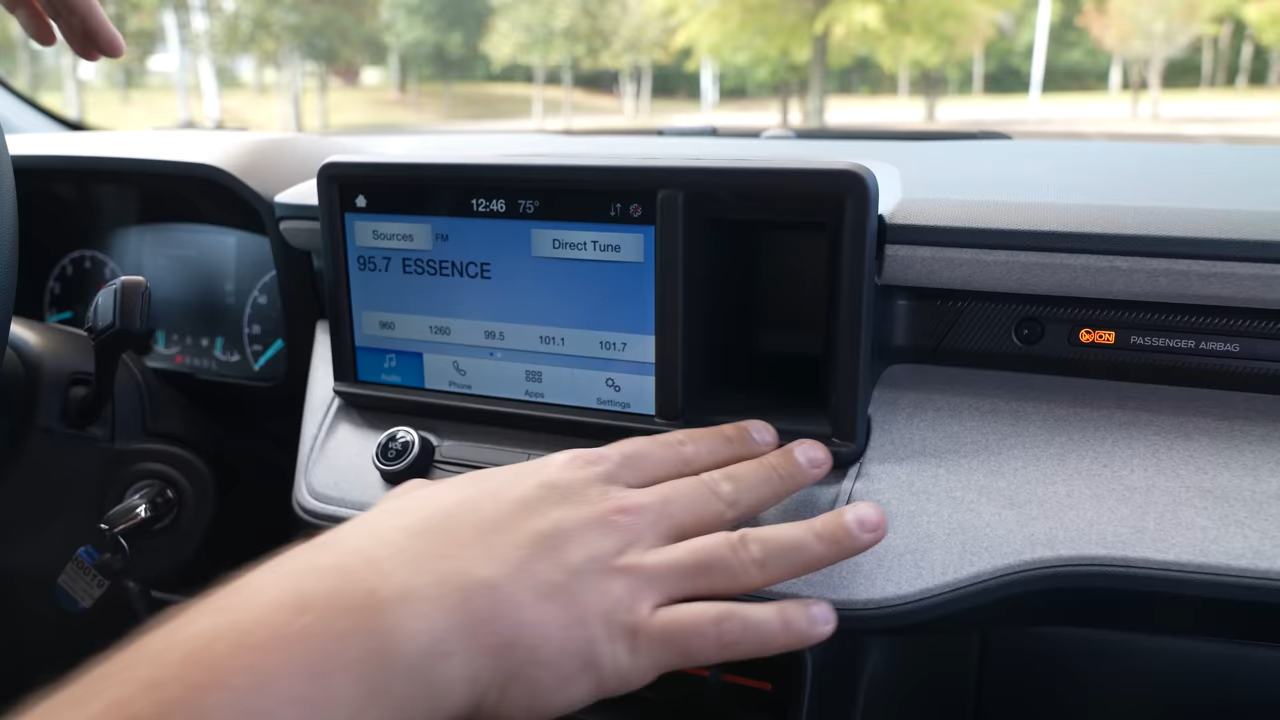 12:46 75°
Sources FM
Direct Tune
95.7 ESSENCE
960 1260 99.5 101.1 101.7
Audio Phone Apps Settings
VOL
ON PASSENGER AIRBAG